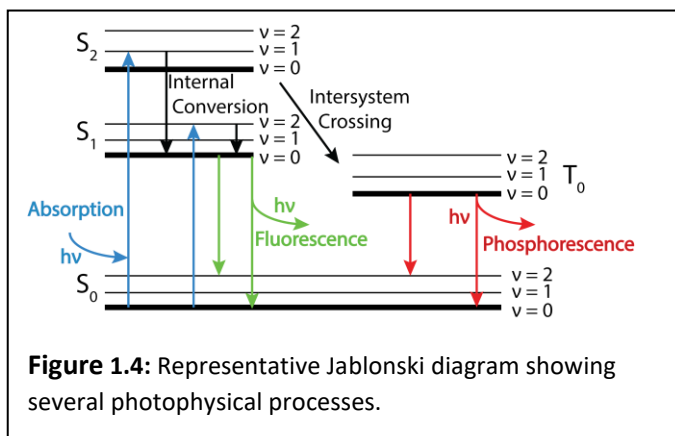 S2
ν = 2
ν = 1
ν = 0
Internal
Conversion
Intersystem
Crossing
S1
ν = 2
ν = 1
ν = 0
ν = 2
ν = 1
ν = 0
T0
Absorption
hν
hν
Fluorescence
hν
Phosphorescence
S0
ν = 2
ν = 1
ν = 0
Figure 1.4: Representative Jablonski diagram showing
several photophysical processes.